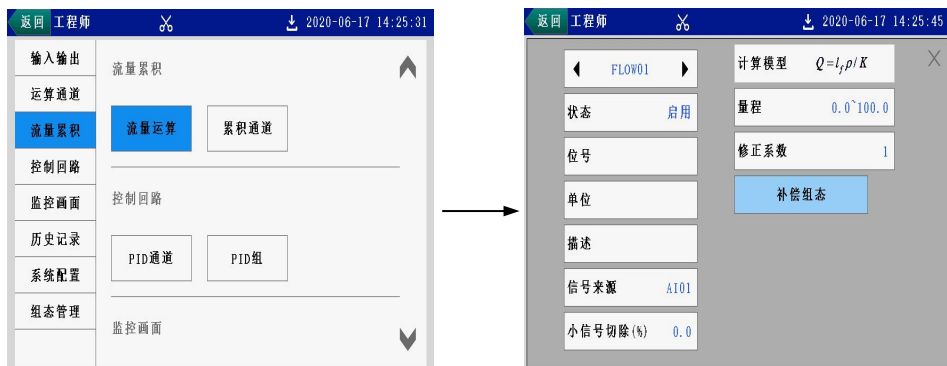 返回 工程师 2020-06-17 14:25:31
输入输出
运算通道
流量累积
控制回路
监控画面
历史记录
系统配置
组态管理
流量累积
流量运算 累积通道
控制回路
PID通道 PID组
监控画面
返回 工程师 2020-06-17 14:25:45
FLOW01
状态 启用
位号
单位
描述
信号来源 AI01
小信号切除(%) 0.0
计算模型 Q=l_f ρ/K
量程 0.0~100.0
修正系数 1
补偿组态
X